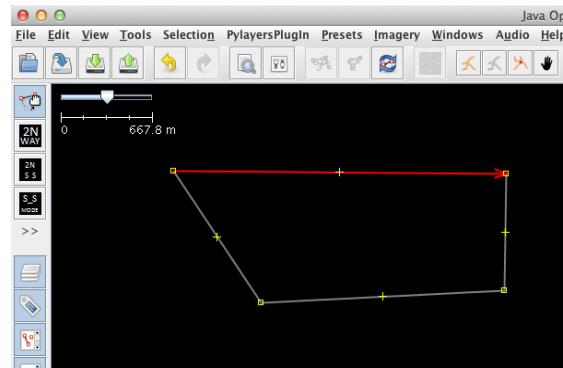 Java Op
File Edit View Tools Selection PylayersPlugIn Presets Imagery Windows Audio Help
0 667.8 m
2N
WAY
2N
S S
S_S
MODE
>>